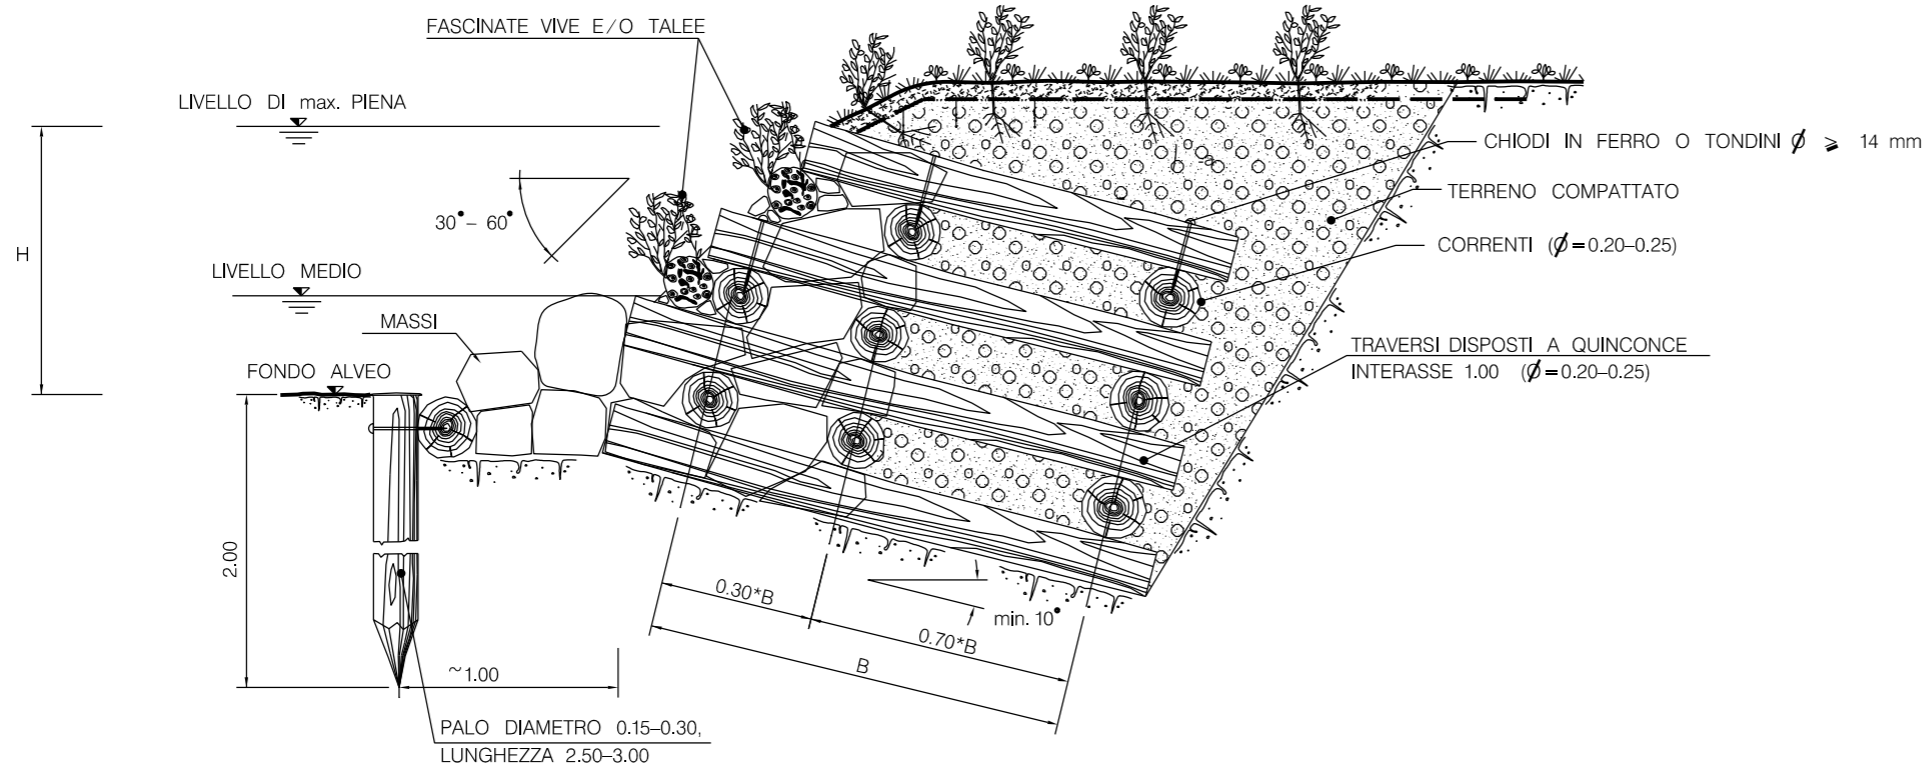 FASCINATE VIVE E/O TALEE
LIVELLO DI max. PIENA
CHIODI IN FERRO O TONDINI ø ≥ 14 mm
TERRENO COMPATTATO
30° – 60°
H
CORRENTI (ø=0.20–0.25)
LIVELLO MEDIO
MASSI
TRAVERSI DISPOSTI A QUINCONCE
INTERASSE 1.00 (ø=0.20–0.25)
FONDO ALVEO
2.00
0.30*B
min. 10°
0.70*B
B
~1.00
PALO DIAMETRO 0.15–0.30,
LUNGHEZZA 2.50–3.00